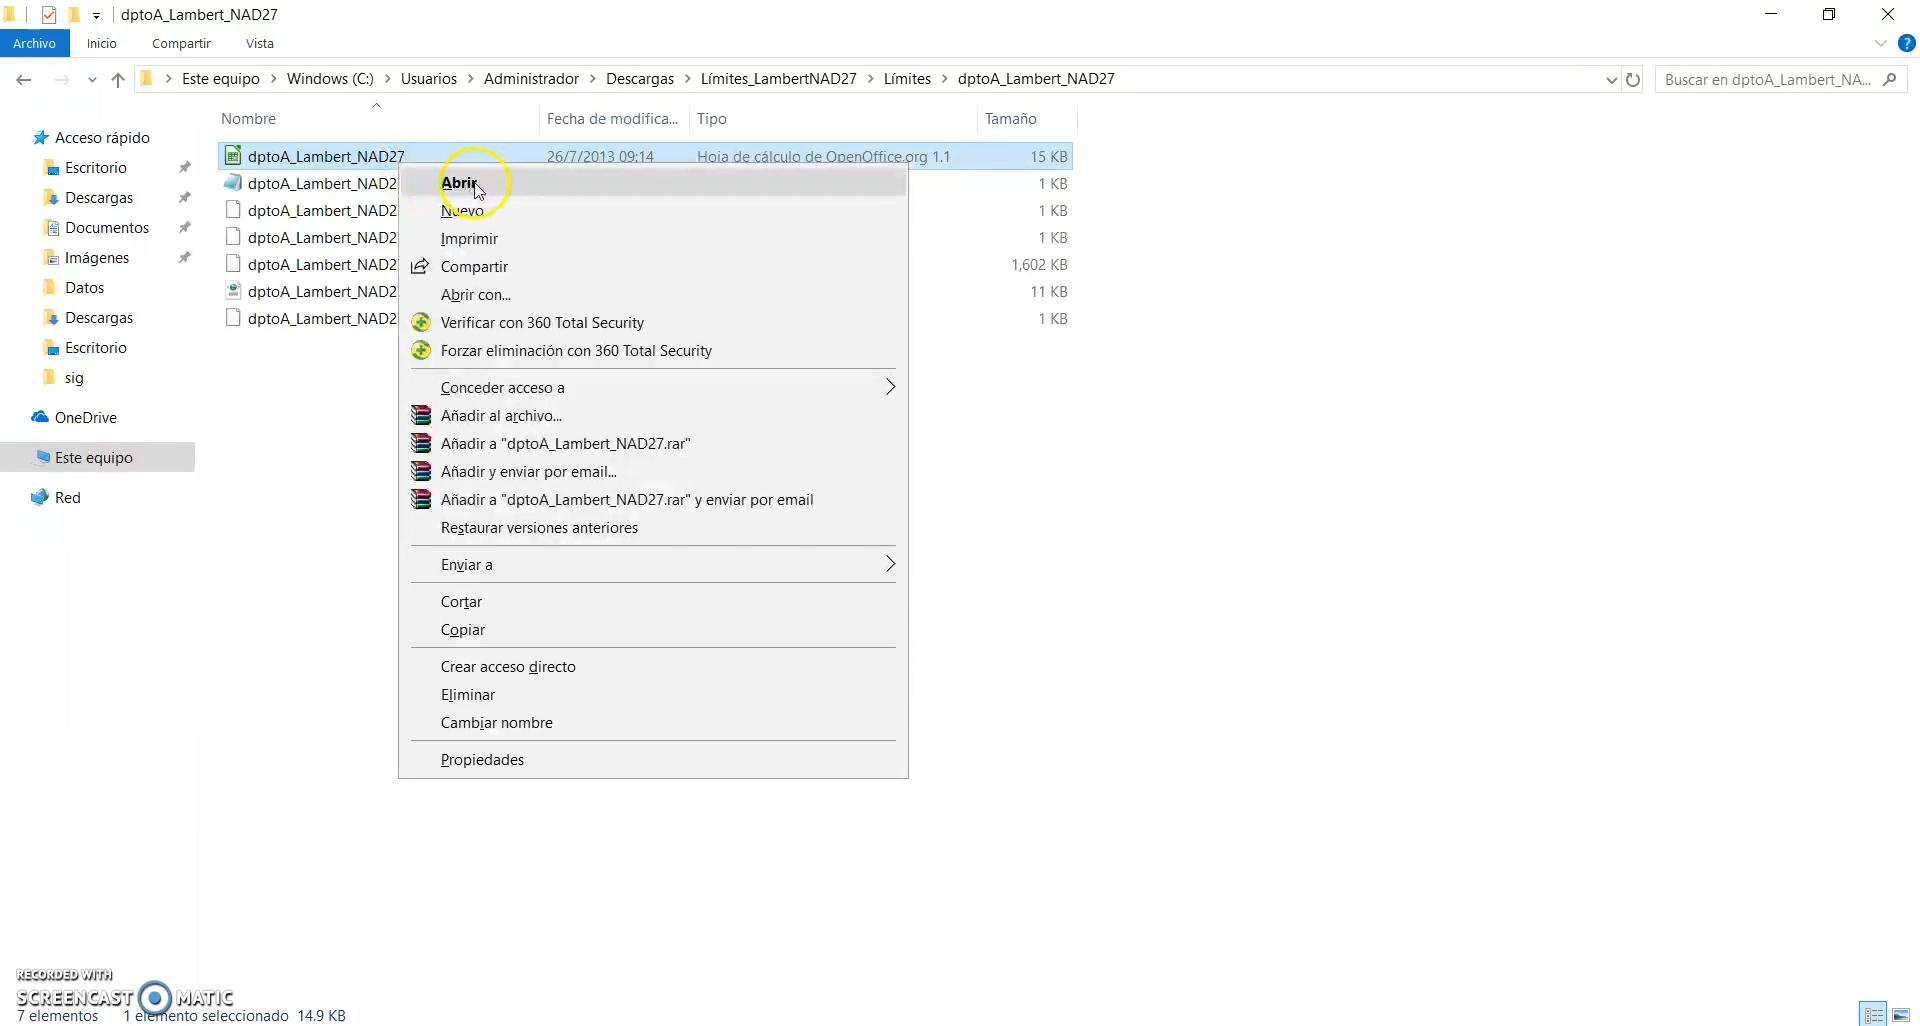 dptoA_Lambert_NAD27
Archivo Inicio Compartir Vista
Este equipo > Windows (C:) > Usuarios > Administrador > Descargas > Límites_LambertNAD27 > Límites > dptoA_Lambert_NAD27
Buscar en dptoA_Lambert_NA...
Nombre Fecha de modifica... Tipo Tamaño
Acceso rápido
Escritorio
Descargas
Documentos
Imágenes
Datos
Descargas
Escritorio
sig
OneDrive
Este equipo
Red
dptoA_Lambert_NAD27 26/7/2013 09:14 Hoja de cálculo de OpenOffice.org 1.1 15 KB
dptoA_Lambert_NAD2 1 KB
dptoA_Lambert_NAD2 1 KB
dptoA_Lambert_NAD2 1 KB
dptoA_Lambert_NAD2 1,602 KB
dptoA_Lambert_NAD2 11 KB
dptoA_Lambert_NAD2 1 KB
Abrir
Nuevo
Imprimir
Compartir
Abrir con...
Verificar con 360 Total Security
Forzar eliminación con 360 Total Security
Conceder acceso a
Añadir al archivo...
Añadir a "dptoA_Lambert_NAD27.rar"
Añadir y enviar por email...
Añadir a "dptoA_Lambert_NAD27.rar" y enviar por email
Restaurar versiones anteriores
Enviar a
Cortar
Copiar
Crear acceso directo
Eliminar
Cambiar nombre
Propiedades
RECORDED WITH
SCREENCAST MATIC
7 elementos 1 elemento seleccionado 14.9 KB